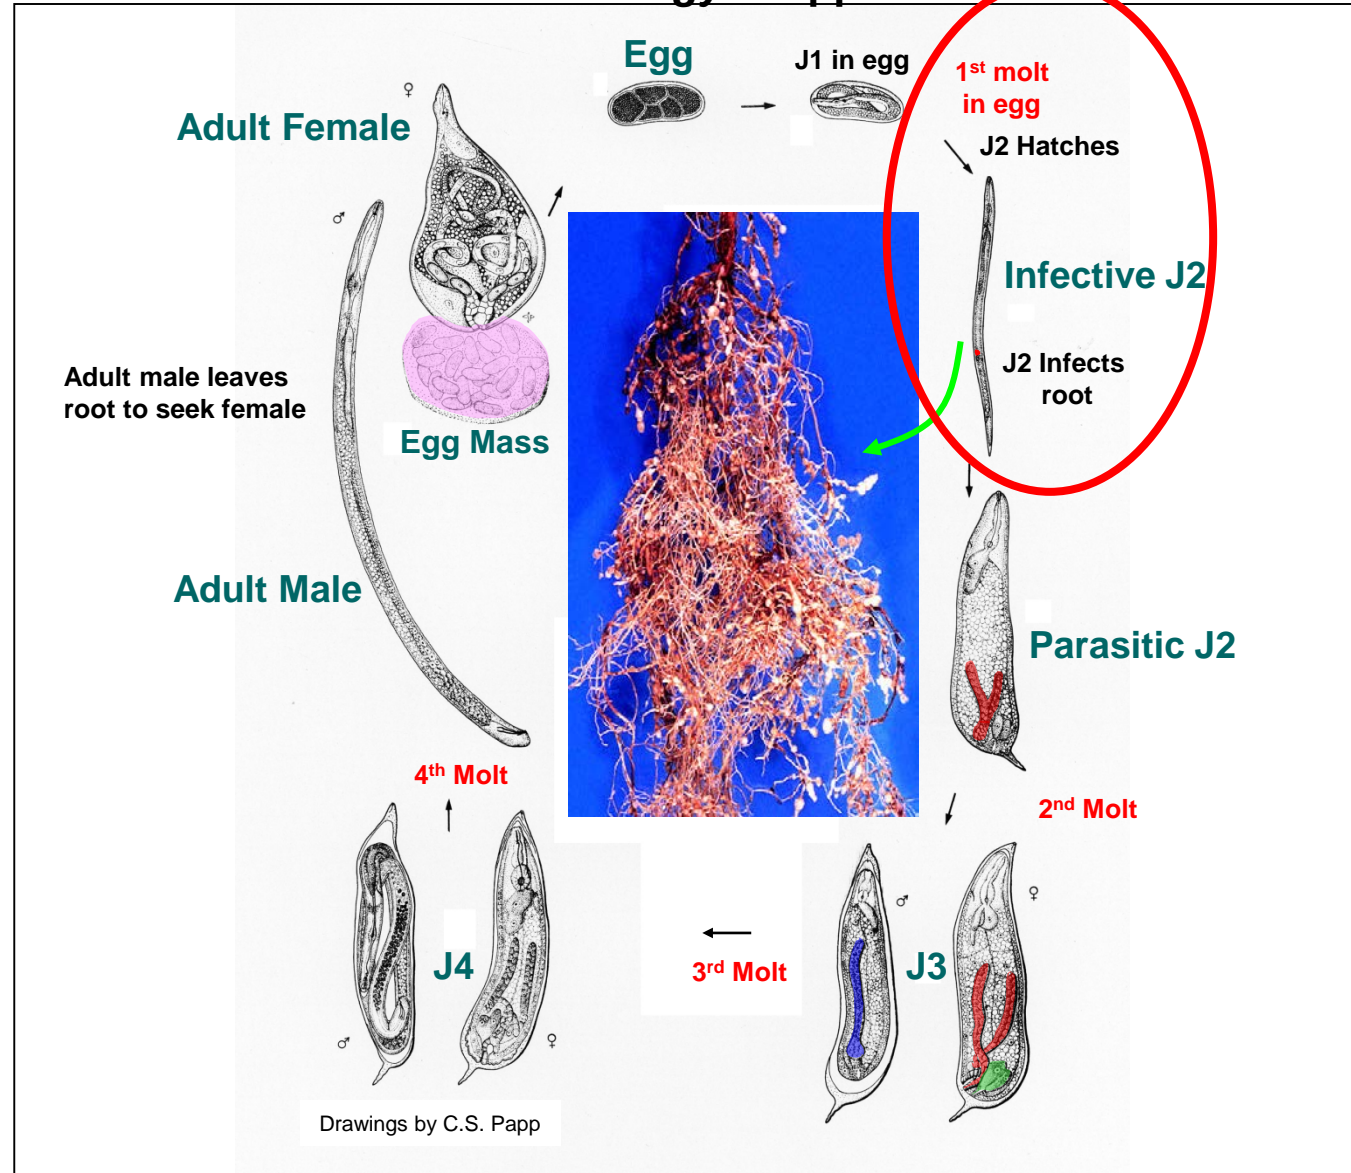 Egg
J1 in egg
1st molt
in egg
J2 Hatches
Adult Female
♀
♂
Infective J2
J2 Infects
root
Adult male leaves
root to seek female
Egg Mass
Adult Male
Parasitic J2
4th Molt
2nd Molt
♂
♀
J4
3rd Molt
J3
♂
♀
Drawings by C.S. Papp